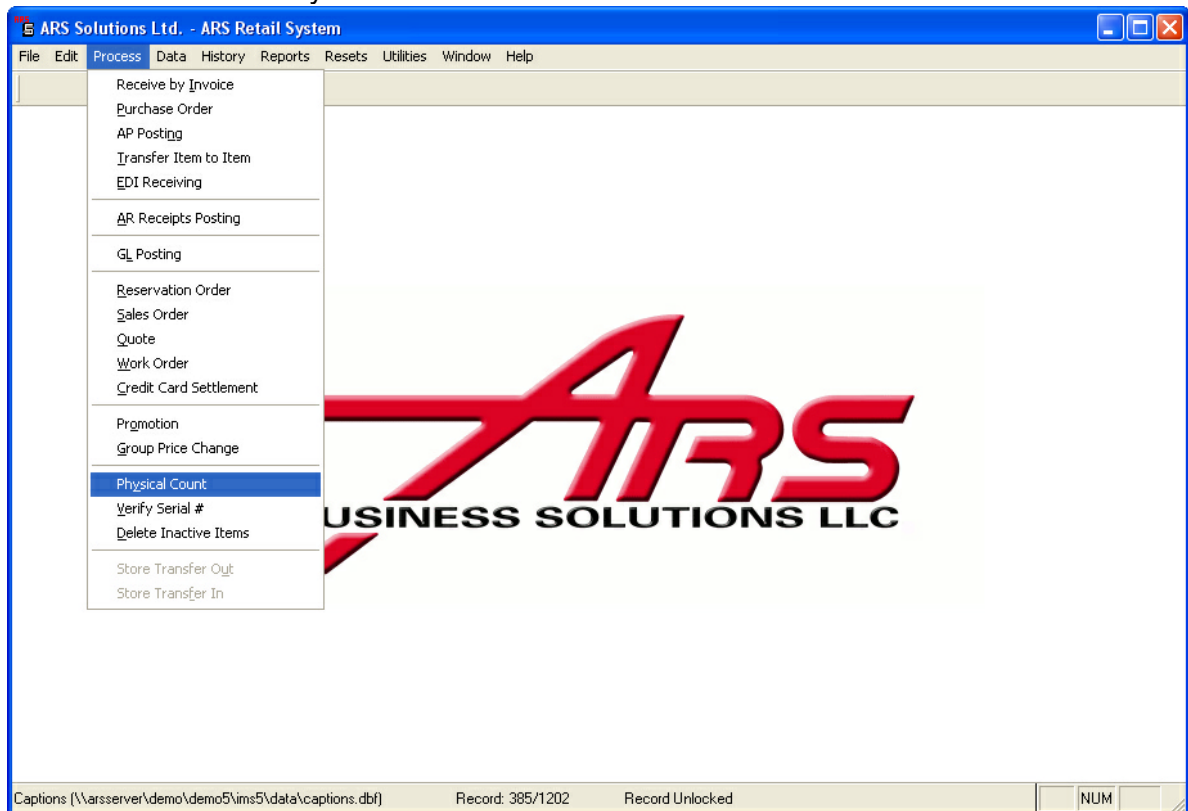 ARS Solutions Ltd. - ARS Retail System
File Edit Process Data History Reports Resets Utilities Window Help
Receive by Invoice
Purchase Order
AP Posting
Transfer Item to Item
EDI Receiving
AR Receipts Posting
GL Posting
Reservation Order
Sales Order
Quote
Work Order
Credit Card Settlement
Promotion
Group Price Change
Physical Count
Verify Serial #
Delete Inactive Items
Store Transfer Out
Store Transfer In
ARS
USINESS SOLUTIONS LLC
Captions (\\arsserver\demo\demo5\ims5\data\captions.dbf) Record: 385/1202 Record Unlocked NUM